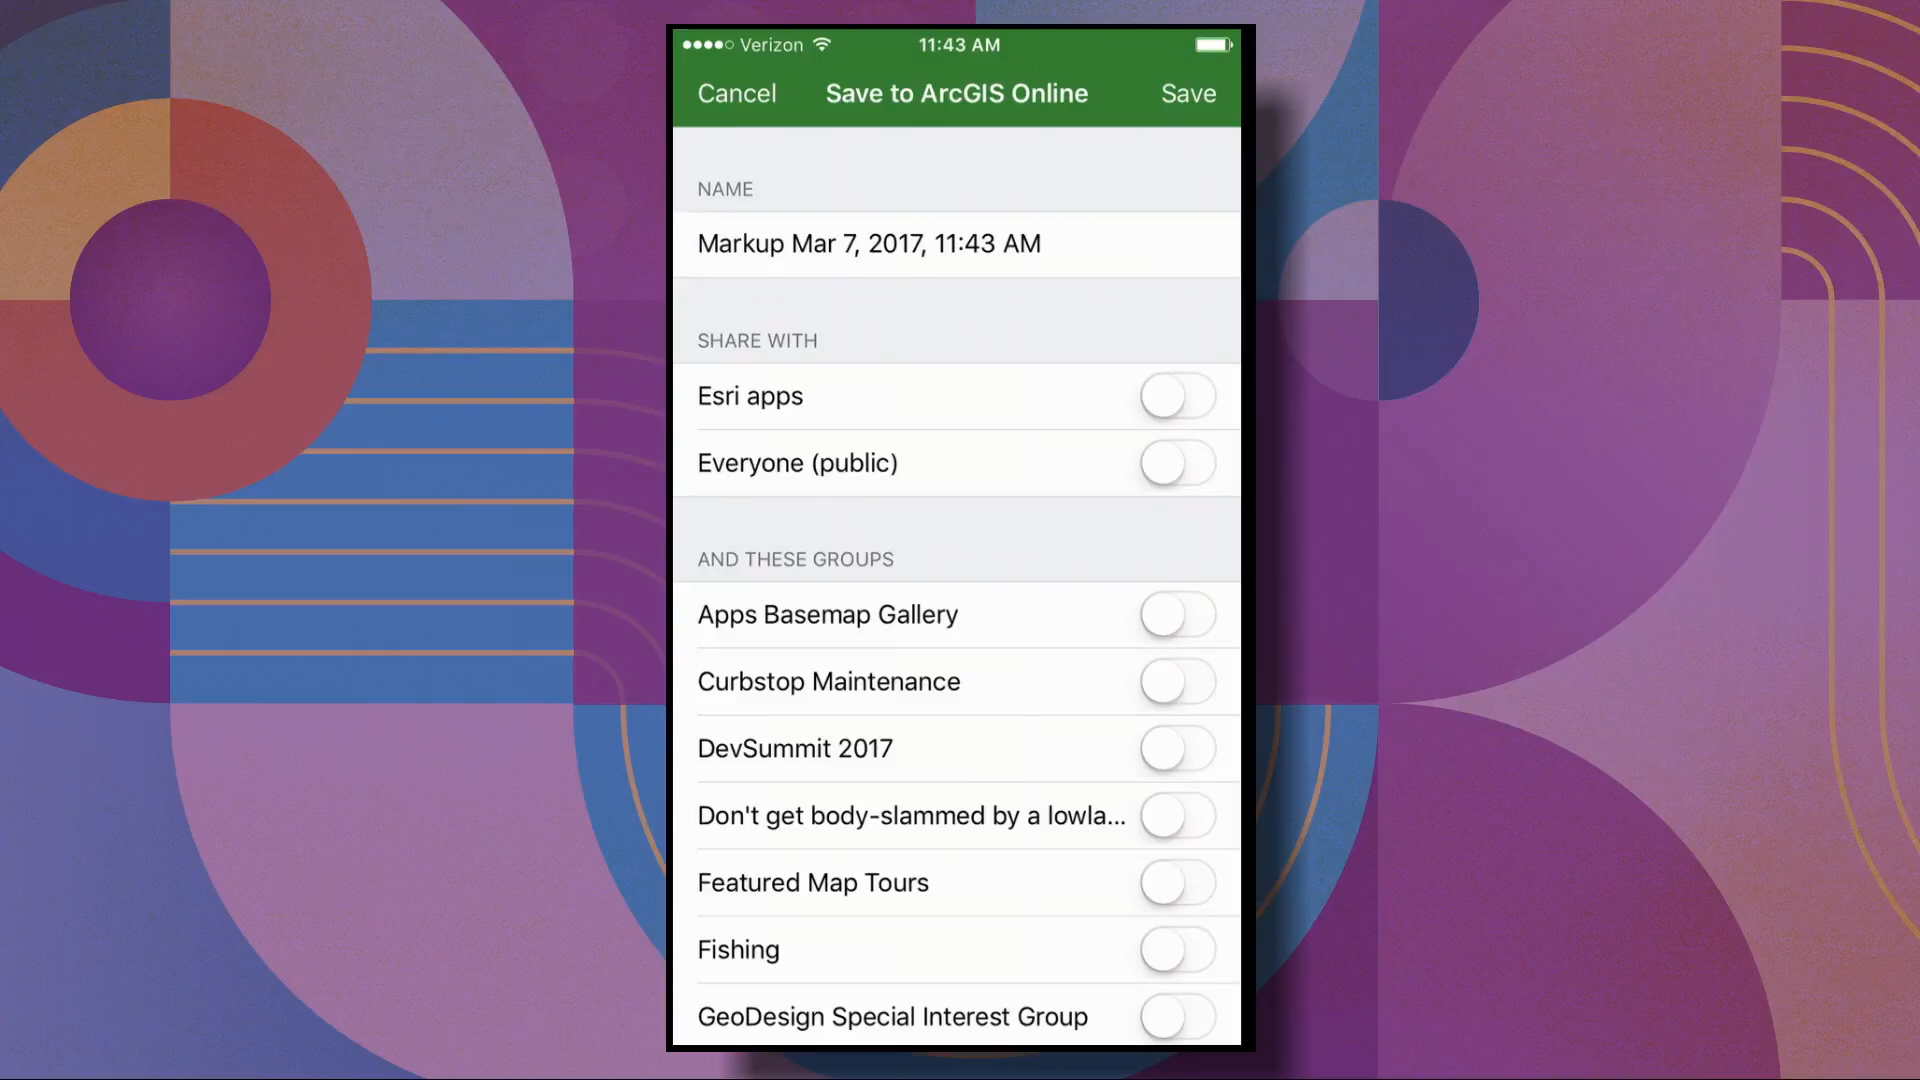 Verizon 11:43 AM
Cancel Save to ArcGIS Online Save
NAME
Markup Mar 7, 2017, 11:43 AM
SHARE WITH
Esri apps
Everyone (public)
AND THESE GROUPS
Apps Basemap Gallery
Curbstop Maintenance
DevSummit 2017
Don't get body-slammed by a lowla...
Featured Map Tours
Fishing
GeoDesign Special Interest Group